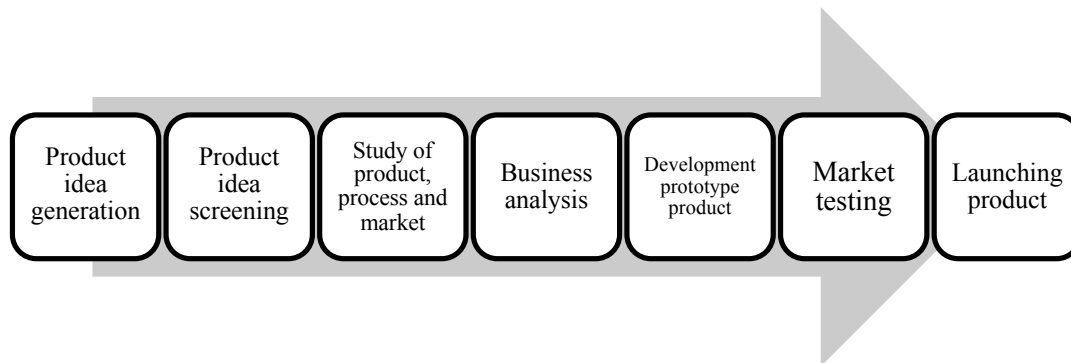 Product
idea
generation
Product
idea
screening
Study of
product,
process and
market
Business
analysis
Development
prototype
product
Market
testing
Launching
product